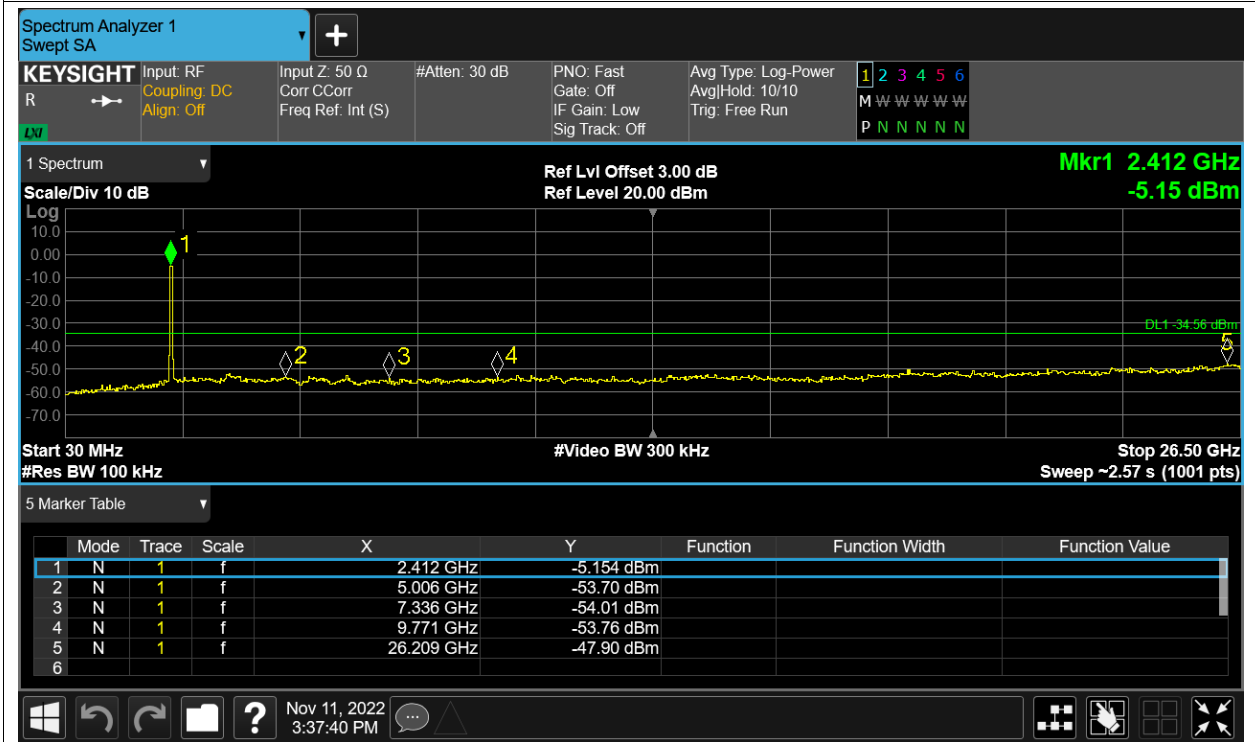 Spectrum Analyzer 1
Swept SA
+
KEYSIGHT
R
LXI
Input: RF
Coupling: DC
Align: Off
Input Z: 50 Ω
Corr CCorr
Freq Ref: Int (S)
#Atten: 30 dB
PNO: Fast
Gate: Off
IF Gain: Low
Sig Track: Off
Avg Type: Log-Power
Avg|Hold: 10/10
Trig: Free Run
1 2 3 4 5 6
M W W W W W
P N N N N N
1 Spectrum
Scale/Div 10 dB
Ref Lvl Offset 3.00 dB
Ref Level 20.00 dBm
Mkr1 2.412 GHz
-5.15 dBm
Log
10.0
0.00
-10.0
-20.0
-30.0
-40.0
-50.0
-60.0
-70.0
1
2
3
4
5
DL1 -34.56 dBm
Start 30 MHz
#Res BW 100 kHz
#Video BW 300 kHz
Stop 26.50 GHz
Sweep ~2.57 s (1001 pts)
5 Marker Table
Mode Trace Scale X Y Function Function Width Function Value
1 N 1 f 2.412 GHz -5.154 dBm
2 N 1 f 5.006 GHz -53.70 dBm
3 N 1 f 7.336 GHz -54.01 dBm
4 N 1 f 9.771 GHz -53.76 dBm
5 N 1 f 26.209 GHz -47.90 dBm
6
?
Nov 11, 2022
3:37:40 PM